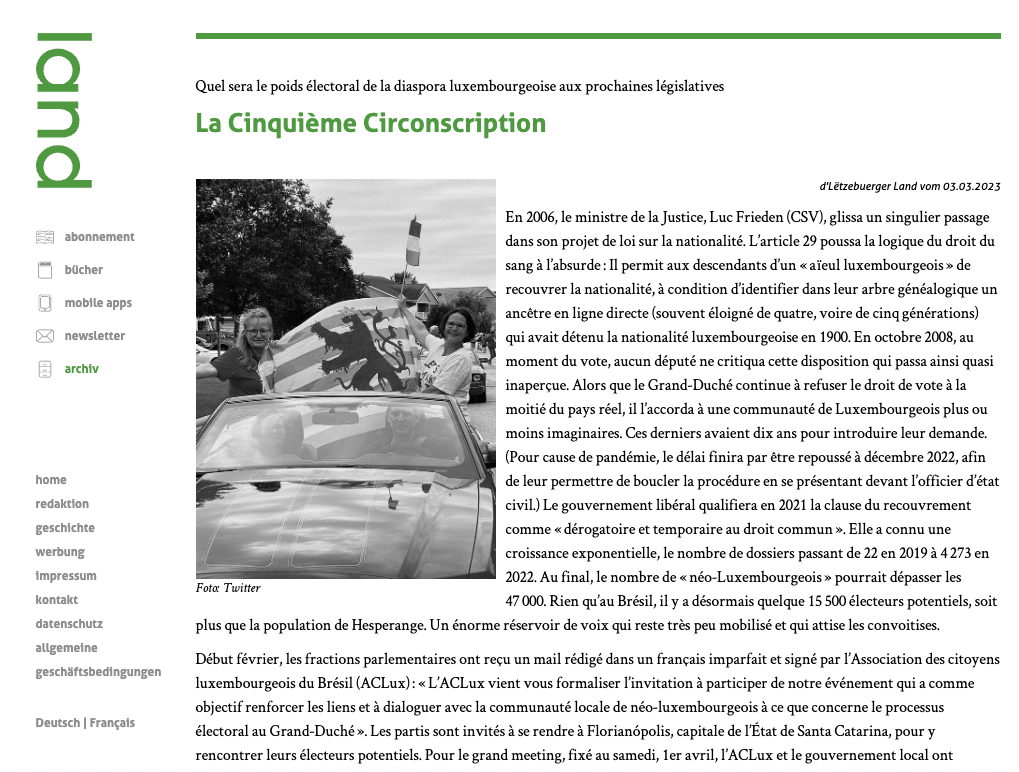 land
Quel sera le poids électoral de la diaspora luxembourgeoise aux prochaines législatives
La Cinquième Circonscription
abonnement
bücher
mobile apps
newsletter
archiv
home
redaktion
geschichte
werbung
impressum
kontakt
datenschutz
allgemeine
geschäftsbedingungen
Deutsch | Français
Foto: Twitter
d'Lëtzebuerger Land vom 03.03.2023
En 2006, le ministre de la Justice, Luc Frieden (CSV), glissa un singulier passage
dans son projet de loi sur la nationalité. L’article 29 poussa la logique du droit du
sang à l’absurde : Il permit aux descendants d’un « aïeul luxembourgeois » de
recouvrer la nationalité, à condition d’identifier dans leur arbre généalogique un
ancêtre en ligne directe (souvent éloigné de quatre, voire de cinq générations)
qui avait détenu la nationalité luxembourgeoise en 1900. En octobre 2008, au
moment du vote, aucun député ne critiqua cette disposition qui passa ainsi quasi
inaperçue. Alors que le Grand-Duché continue à refuser le droit de vote à la
moitié du pays réel, il l’accorda à une communauté de Luxembourgeois plus ou
moins imaginaires. Ces derniers avaient dix ans pour introduire leur demande.
(Pour cause de pandémie, le délai finira par être repoussé à décembre 2022, afin
de leur permettre de boucler la procédure en se présentant devant l’officier d’état
civil.) Le gouvernement libéral qualifiera en 2021 la clause du recouvrement
comme « dérogatoire et temporaire au droit commun ». Elle a connu une
croissance exponentielle, le nombre de dossiers passant de 22 en 2019 à 4 273 en
2022. Au final, le nombre de « néo-Luxembourgeois » pourrait dépasser les
47 000. Rien qu’au Brésil, il y a désormais quelque 15 500 électeurs potentiels, soit
plus que la population de Hesperange. Un énorme réservoir de voix qui reste très peu mobilisé et qui attise les convoitises.
Début février, les fractions parlementaires ont reçu un mail rédigé dans un français imparfait et signé par l’Association des citoyens
luxembourgeois du Brésil (ACLux) : « L’ACLux vient vous formaliser l’invitation à participer de notre événement qui a comme
objectif renforcer les liens et à dialoguer avec la communauté locale de néo-luxembourgeois à ce que concerne le processus
électoral au Grand-Duché ». Les partis sont invités à se rendre à Florianópolis, capitale de l’État de Santa Catarina, pour y
rencontrer leurs électeurs potentiels. Pour le grand meeting, fixé au samedi, 1er avril, l’ACLux et le gouvernement local ont